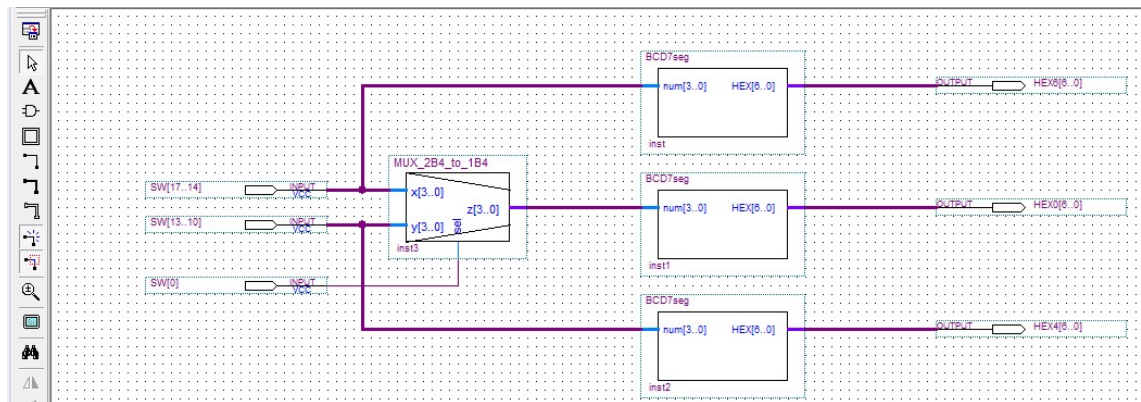 BCD7seg
num[3..0] HEX[6..0]
inst
OUTPUT HEX6[6..0]
MUX_2B4_to_1B4
SW[17..14] INPUT VCC
x[3..0]
z[3..0]
SW[13..10] INPUT VCC
y[3..0]
sel
inst3
SW[0] INPUT VCC
BCD7seg
num[3..0] HEX[6..0]
inst1
OUTPUT HEX0[6..0]
BCD7seg
num[3..0] HEX[6..0]
inst2
OUTPUT HEX4[6..0]
A